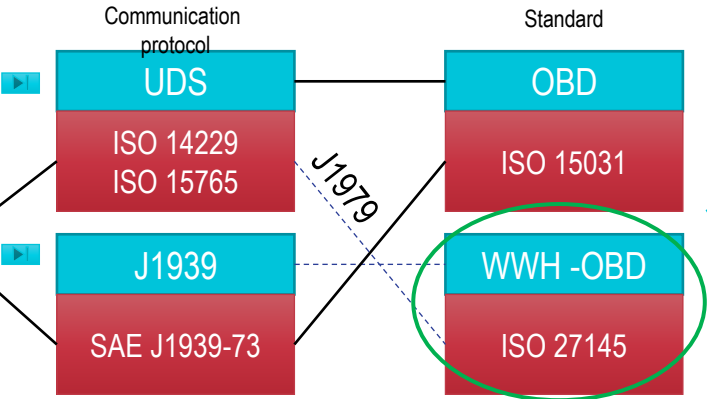 Communication
protocol
Standard
UDS
OBD
ISO 14229
ISO 15765
J1979
ISO 15031
J1939
WWH -OBD
SAE J1939-73
ISO 27145